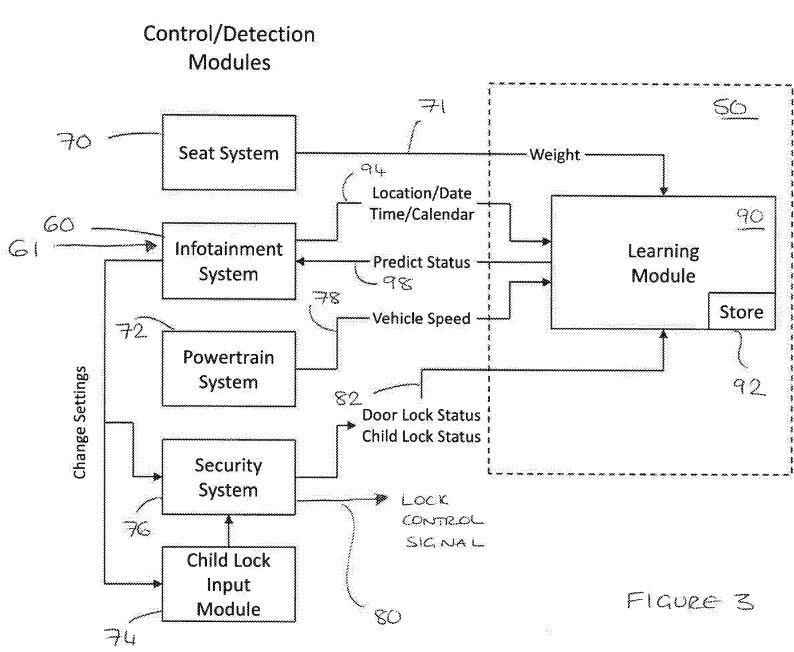 Control/Detection
Modules
70
Seat System
71
Weight
50
60
61
Infotainment
System
94
Location/Date
Time/Calendar
Predict Status
98
90
Learning
Module
Store
92
72
Powertrain
System
78
Vehicle Speed
82
Door Lock Status
Child Lock Status
Change Settings
Security
System
76
LOCK
CONTROL
SIGNAL
80
Child Lock
Input
Module
74
FIGURE 3